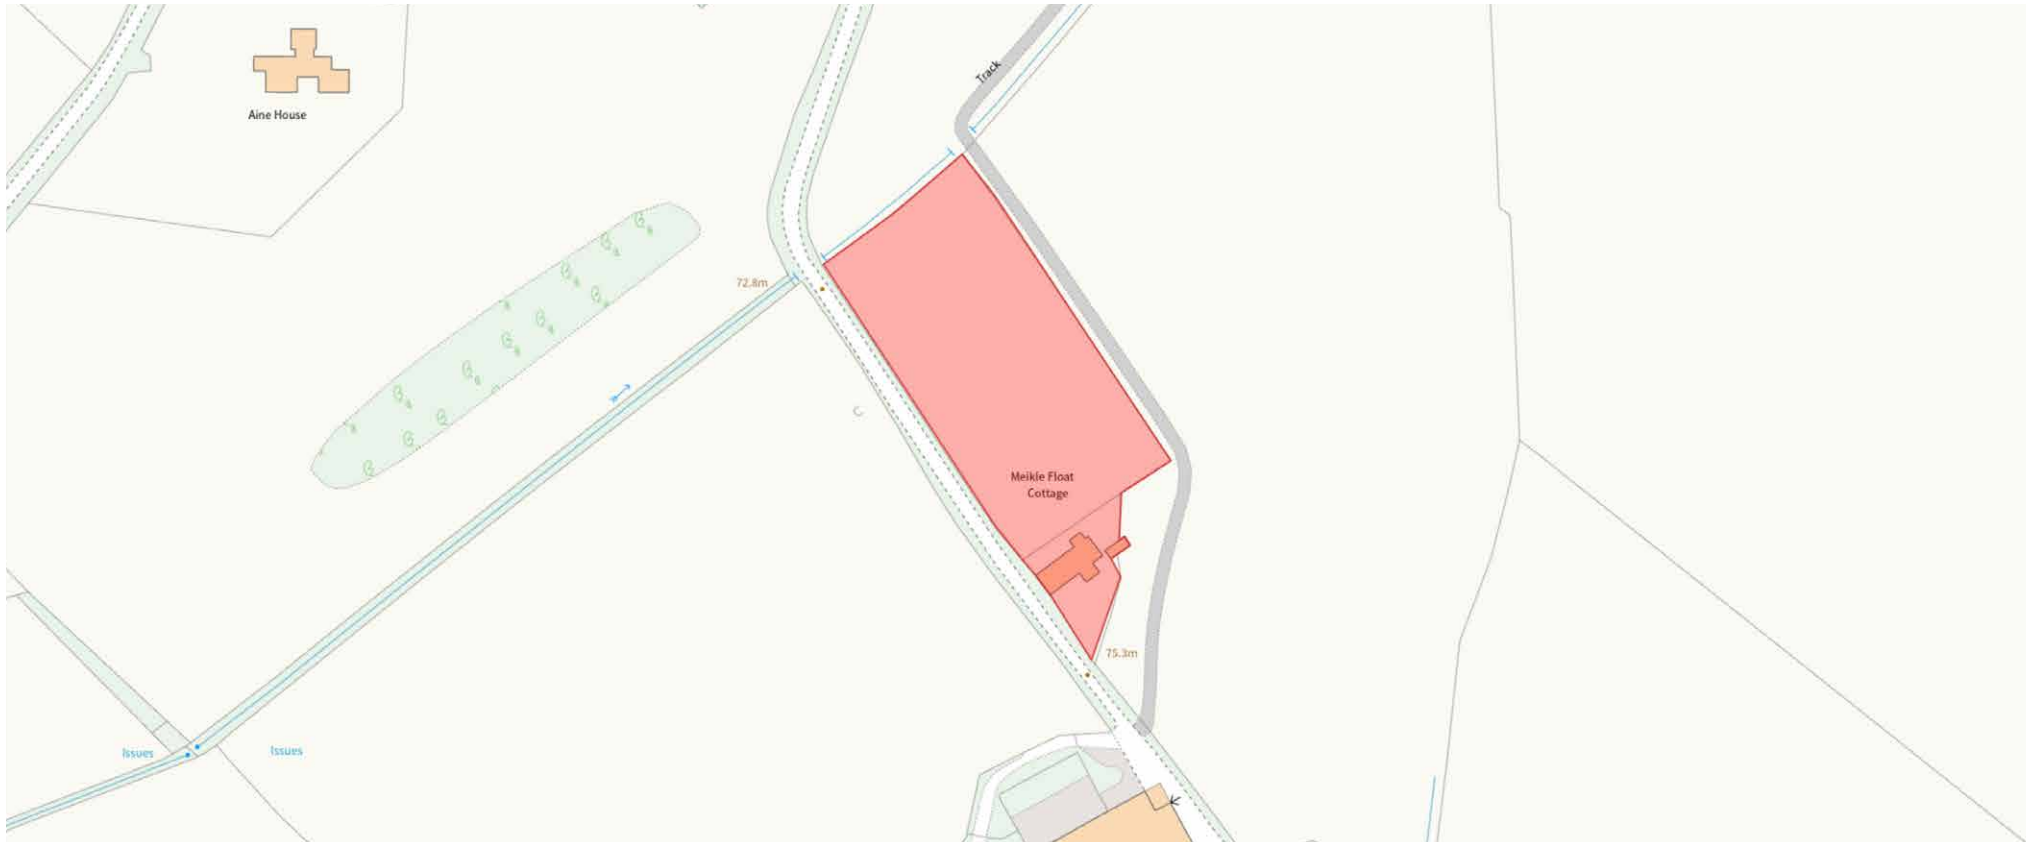 Track
Aine House
72.8m
Meikle Float
Cottage
75.3m
Issues
Issues